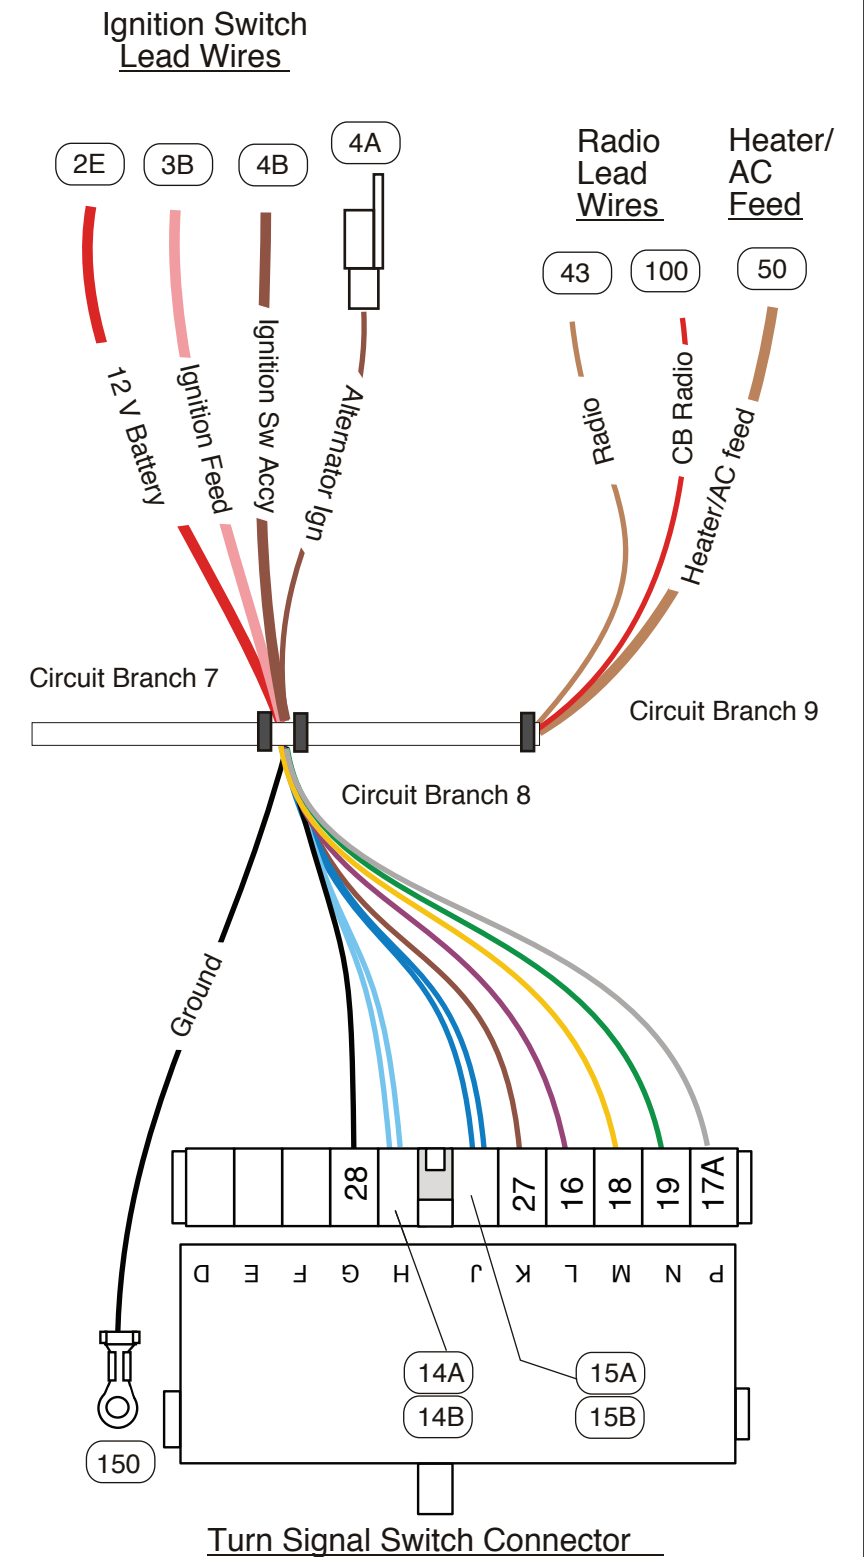 Ignition Switch
Lead Wires
2E
3B
4B
4A
Radio
Lead
Wires
Heater/
AC
Feed
43
100
50
12 V Battery
Ignition Feed
Ignition Sw Accy
Alternator Ign
Radio
CB Radio
Heater/AC feed
Circuit Branch 7
Circuit Branch 9
Circuit Branch 8
Ground
28
27
16
18
19
17A
D
E
F
G
H
J
K
L
M
N
P
14A
14B
15A
15B
150
Turn Signal Switch Connector